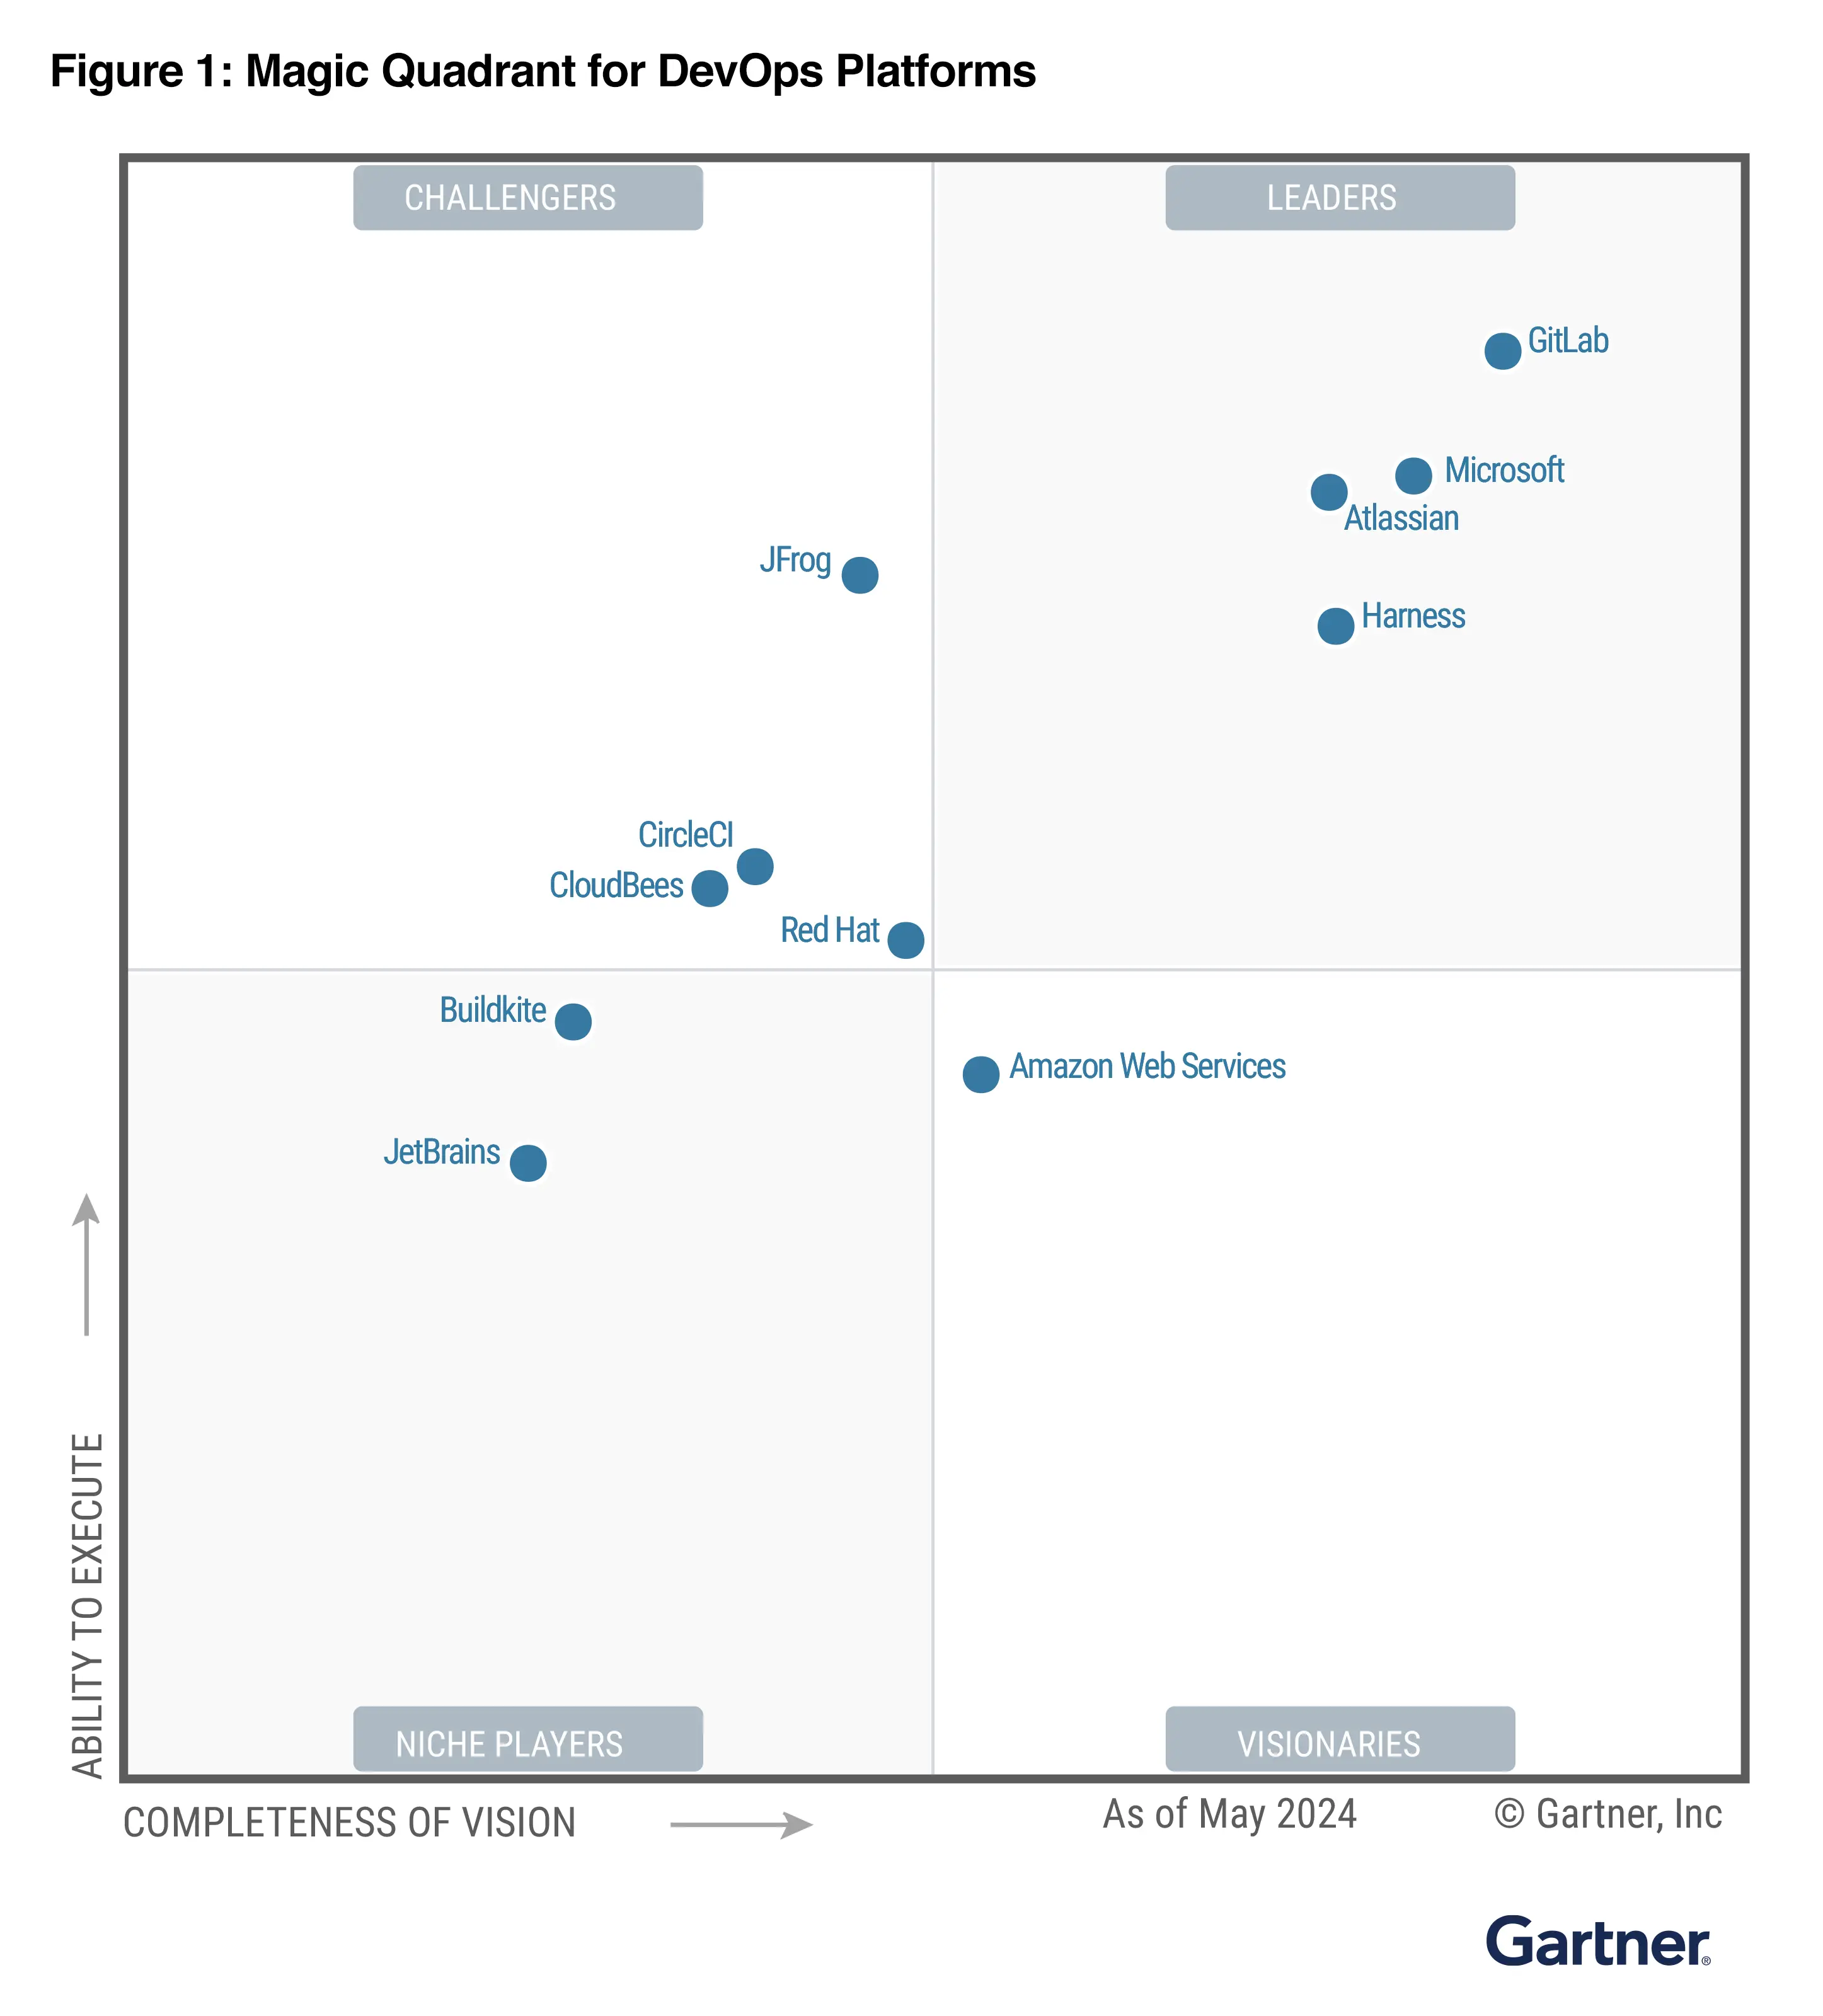 Figure 1: Magic Quadrant for DevOps Platforms
CHALLENGERS
LEADERS
GitLab
Microsoft
Atlassian
JFrog
Harness
CircleCI
CloudBees
Red Hat
Buildkite
Amazon Web Services
JetBrains
ABILITY TO EXECUTE
NICHE PLAYERS
VISIONARIES
COMPLETENESS OF VISION
As of May 2024
© Gartner, Inc
Gartner®